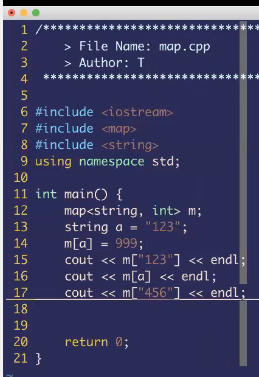 1 /******************************
2 > File Name: map.cpp
3 > Author: T
4 ******************************
5
6 #include <iostream>
7 #include <map>
8 #include <string>
9 using namespace std;
10
11 int main() {
12 map<string, int> m;
13 string a = "123";
14 m[a] = 999;
15 cout << m["123"] << endl;
16 cout << m[a] << endl;
17 cout << m["456"] << endl;
18
19
20 return 0;
21 }
~